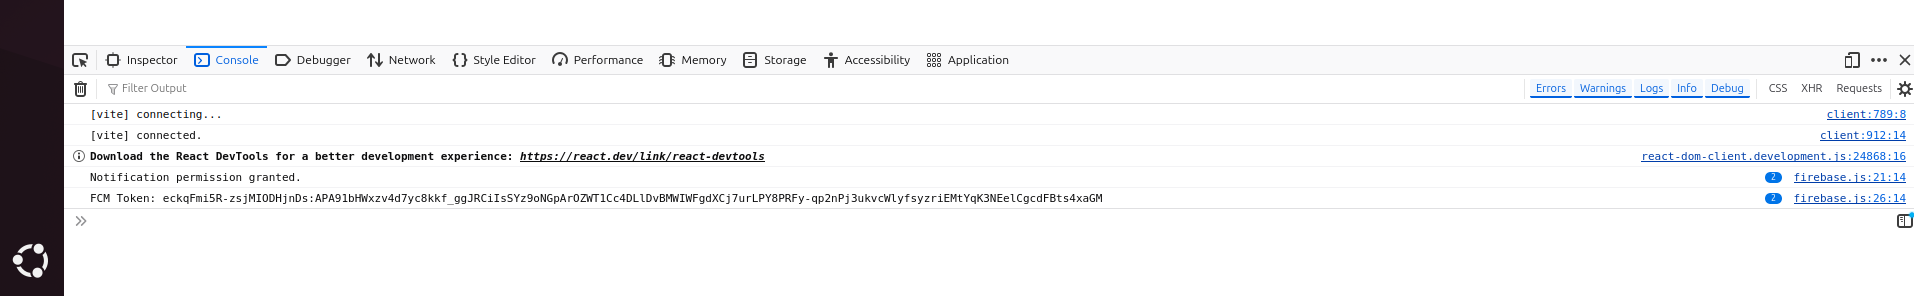 Inspector Console Debugger Network Style Editor Performance Memory Storage Accessibility Application
Filter Output Errors Warnings Logs Info Debug CSS XHR Requests
[vite] connecting... client:789:8
[vite] connected. client:912:14
Download the React DevTools for a better development experience: https://react.dev/link/react-devtools react-dom-client.development.js:24868:16
Notification permission granted. 2 firebase.js:21:14
FCM Token: eckqFmi5R-zsjMIODHjnDs:APA91bHWxzv4d7yc8kkf_ggJRCiIsSYz9oNGpArOZWT1Cc4DLlDvBMWIWFgdXCj7urLPY8PRFy-qp2nPj3ukvcWlyfsyzriEMtYqK3NEelCgcdFBts4xaGM 2 firebase.js:26:14